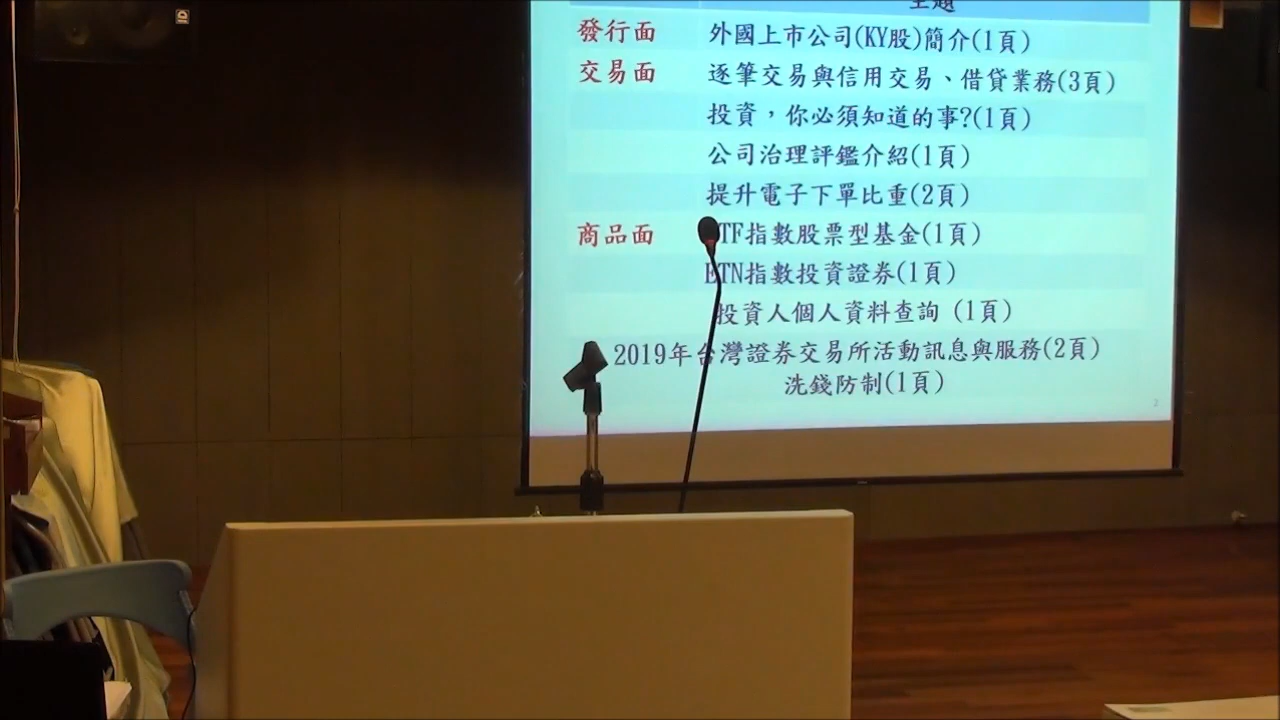 主題
發行面 外國上市公司(KY股)簡介(1頁)
交易面 逐筆交易與信用交易、借貸業務(3頁)
投資，你必須知道的事?(1頁)
公司治理評鑑介紹(1頁)
提升電子下單比重(2頁)
商品面 TF指數股票型基金(1頁)
ETN指數投資證券(1頁)
投資人個人資料查詢 (1頁)
2019年台灣證券交易所活動訊息與服務(2頁)
洗錢防制(1頁)
2